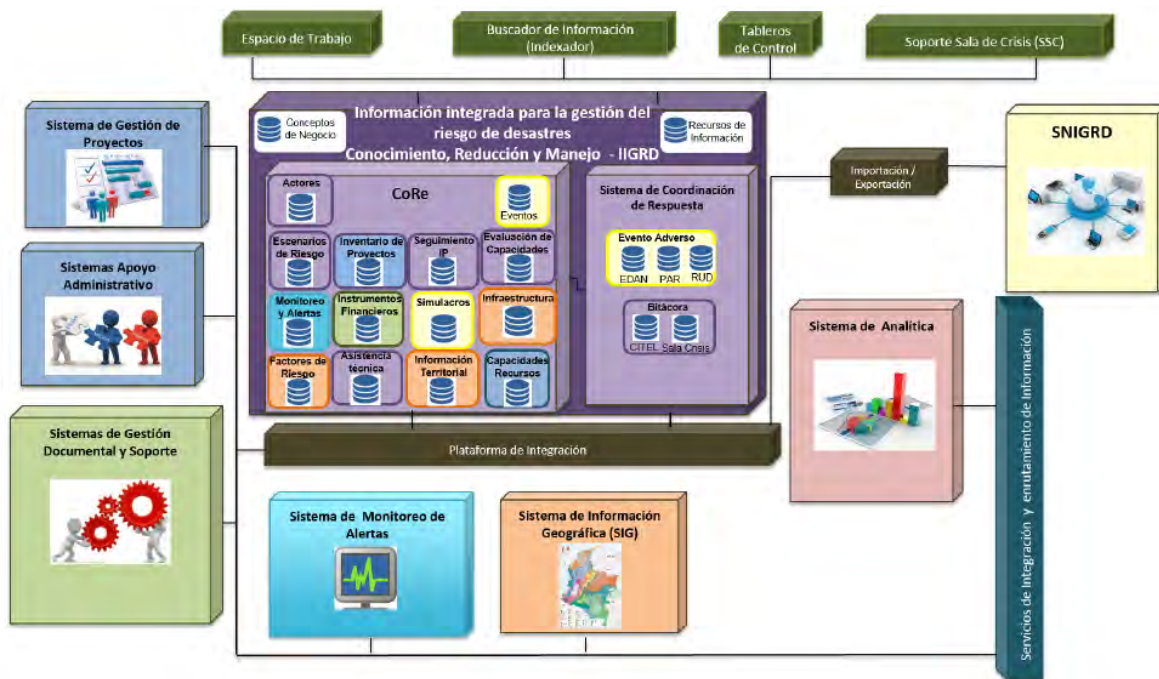 Espacio de Trabajo
Buscador de Información
(Indexador)
Tableros
de Control
Soporte Sala de Crisis (SSC)
Sistema de Gestión de
Proyectos
Conceptos
de Negocio
Información integrada para la gestión del
riesgo de desastres
Conocimiento, Reducción y Manejo - IIGRD
Recursos de
Información
SNIGRD
Importación /
Exportación
CoRe
Actores
Eventos
Escenarios
de Riesgo
Inventario de
Proyectos
Seguimiento
IP
Evaluación de
Capacidades
Monitoreo
y Alertas
Instrumentos
Financieros
Simulacros
Infraestructura
Factores de
Riesgo
Asistencia
técnica
Información
Territorial
Capacidades
Recursos
Sistema de Coordinación
de Respuesta
Evento Adverso
EDAN
PAR
RUD
Bitácora
CITEL
Sala Crisis
Sistemas Apoyo
Administrativo
Sistema de Analítica
Sistemas de Gestión
Documental y Soporte
Plataforma de Integración
Sistema de Monitoreo de
Alertas
Sistema de Información
Geográfica (SIG)
Servicios de Integración y enrutamiento de Información